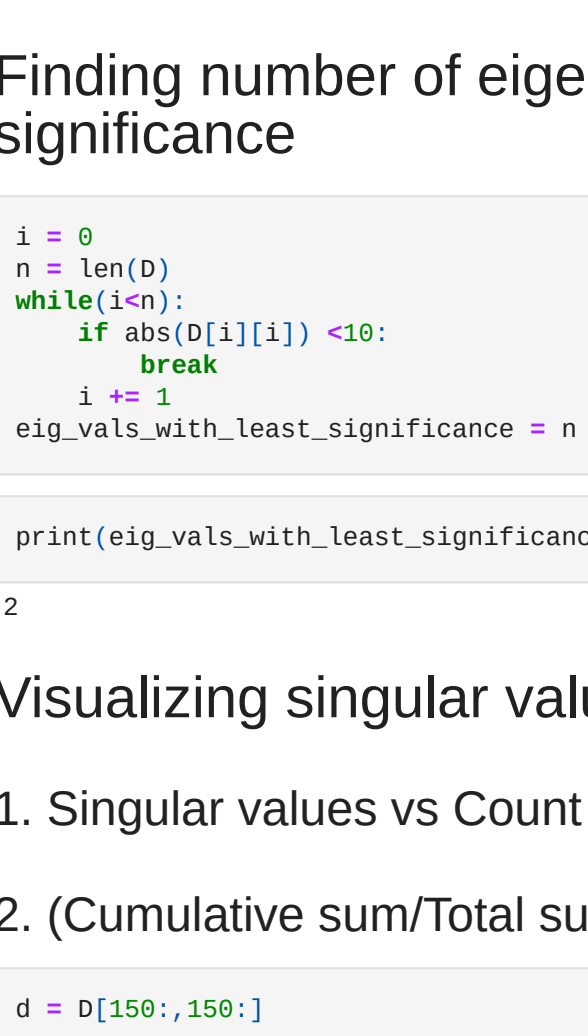 Finding number of eige
significance
i = 0
n = len(D)
while(i<n):
    if abs(D[i][i]) <10:
        break
    i += 1
eig_vals_with_least_significance = n
print(eig_vals_with_least_significanc
2
Visualizing singular valu
1. Singular values vs Count
2. (Cumulative sum/Total su
d = D[150:,150:]